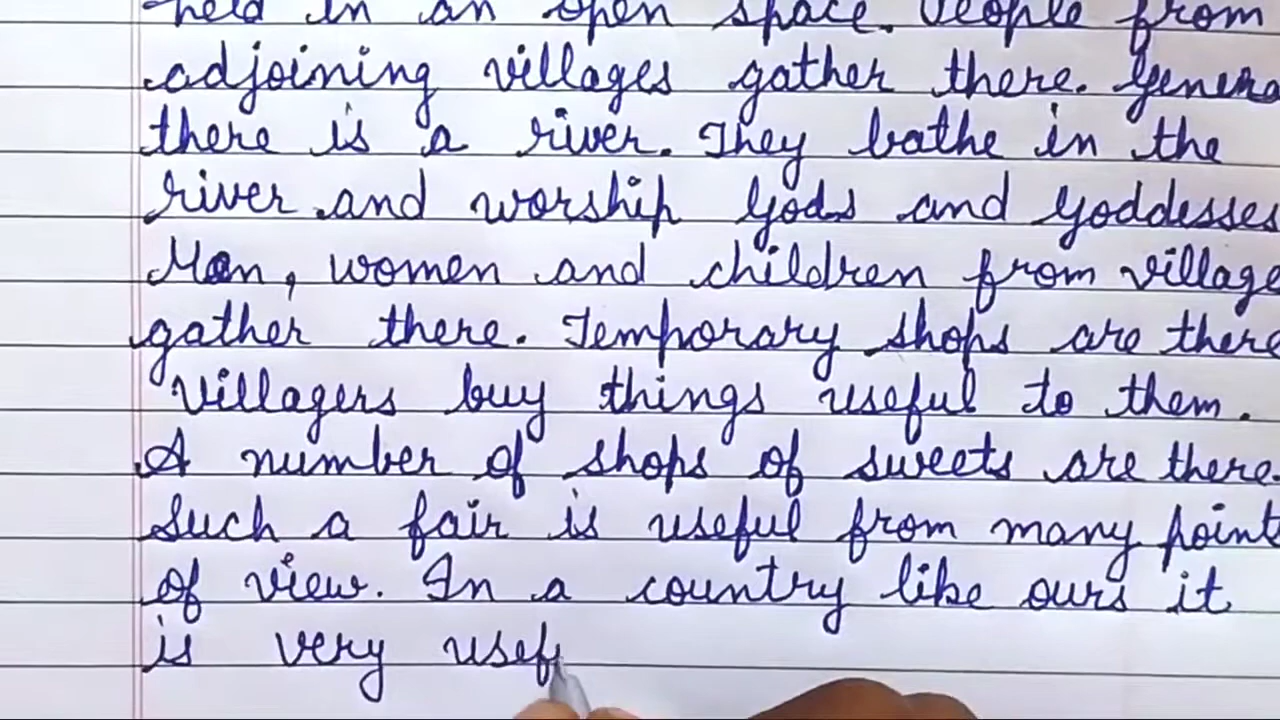 held in an open space. People from
adjoining villages gather there. Genera
there is a river. They bathe in the
river and worship Gods and Goddesses
Men, women and children from village
gather there. Temporary shops are there
Villagers buy things useful to them.
A number of shops of sweets are there.
Such a fair is useful from many point
of view. In a country like ours it
is very usef